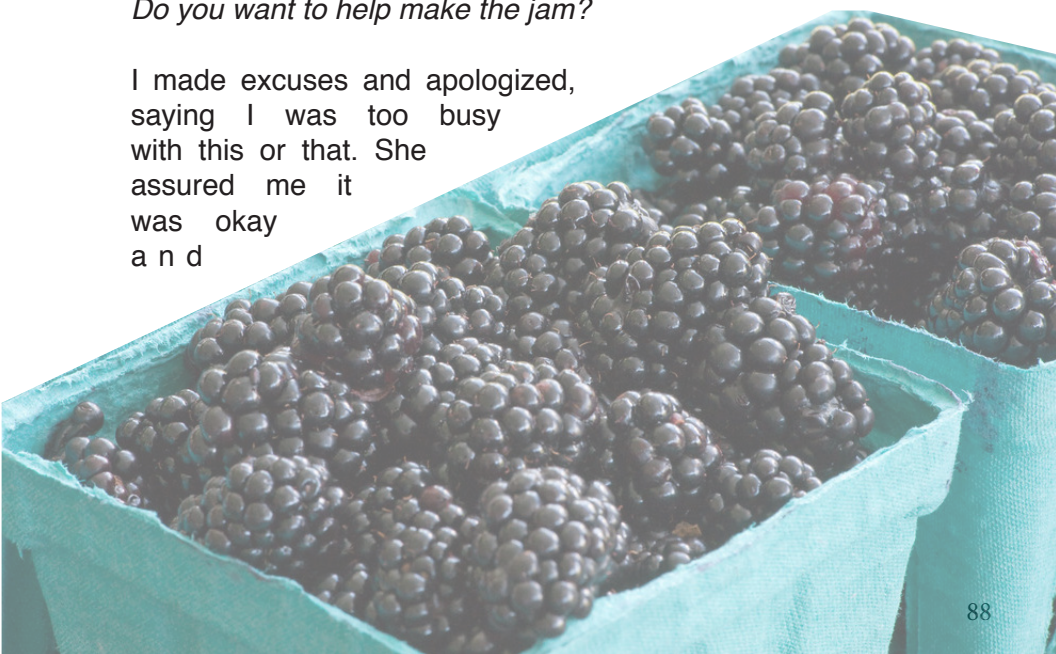 Do you want to help make the jam?
I made excuses and apologized,
saying I was too busy
with this or that. She
assured me it
was okay
and
88